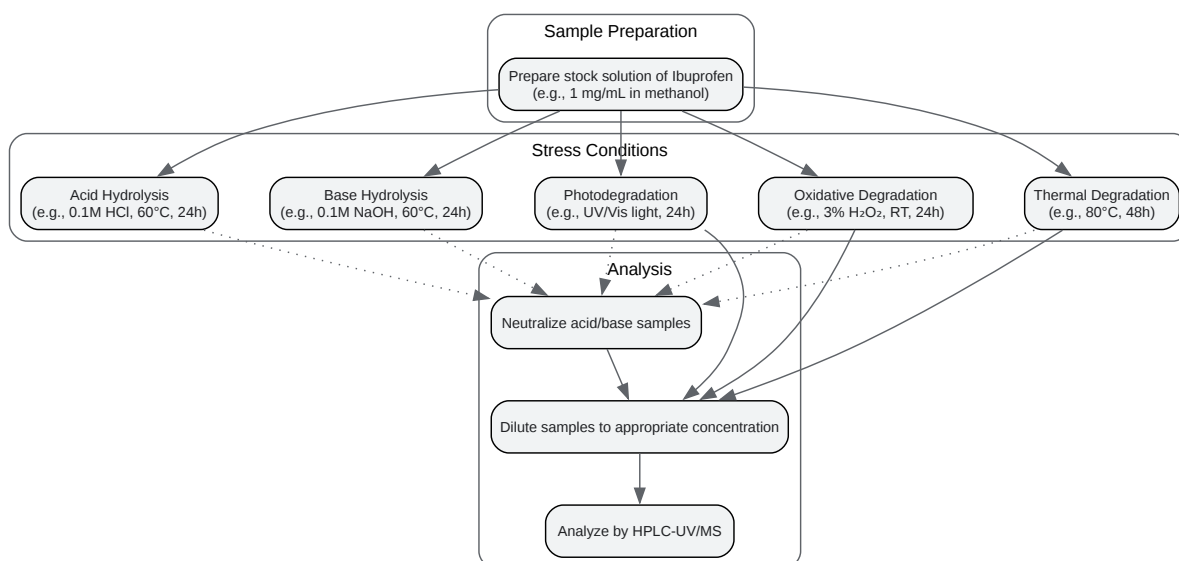 Sample Preparation
Prepare stock solution of Ibuprofen
(e.g., 1 mg/mL in methanol)
Stress Conditions
Acid Hydrolysis
(e.g., 0.1M HCl, 60°C, 24h)
Base Hydrolysis
(e.g., 0.1M NaOH, 60°C, 24h)
Photodegradation
(e.g., UV/Vis light, 24h)
Oxidative Degradation
(e.g., 3% H₂O₂, RT, 24h)
Thermal Degradation
(e.g., 80°C, 48h)
Analysis
Neutralize acid/base samples
Dilute samples to appropriate concentration
Analyze by HPLC-UV/MS